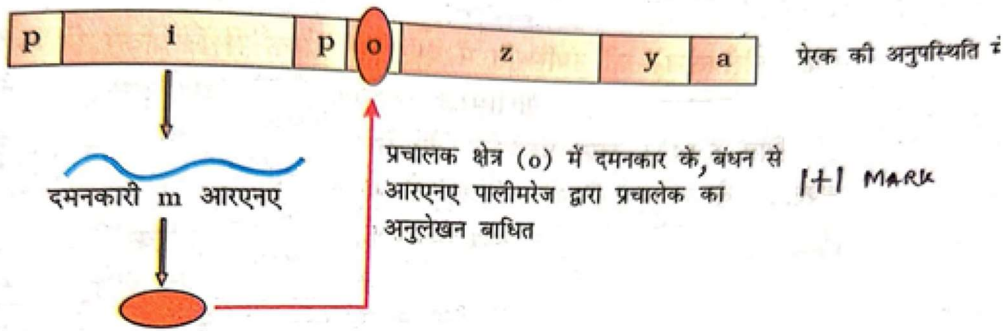 p i p o z y a
प्रेरक की अनुपस्थिति में
प्रचालक क्षेत्र (o) में दमनकार के, बंधन से
आरएनए पालीमरेज द्वारा प्रचालेक का
अनुलेखन बाधित
1+1 MARK
दमनकारी m आरएनए